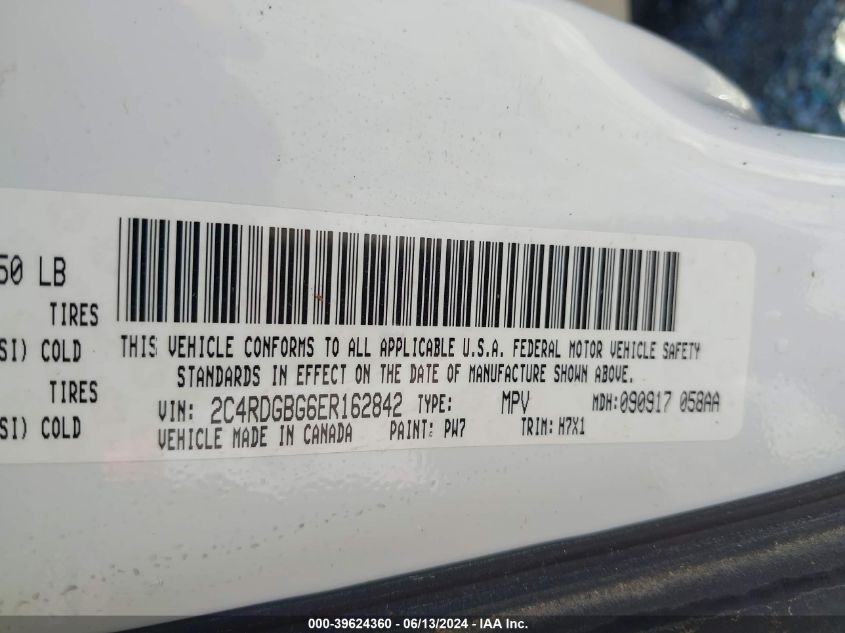 50 LB
TIRES
SI) COLD
TIRES
SI) COLD
THIS VEHICLE CONFORMS TO ALL APPLICABLE U.S.A. FEDERAL MOTOR VEHICLE SAFETY
STANDARDS IN EFFECT ON THE DATE OF MANUFACTURE SHOWN ABOVE.
VIN: 2C4RDGBG6ER162842 TYPE: MPV MDH:090917 058AA
VEHICLE MADE IN CANADA PAINT: PW7 TRIM: H7X1
000-39624360 - 06/13/2024 - IAA Inc.